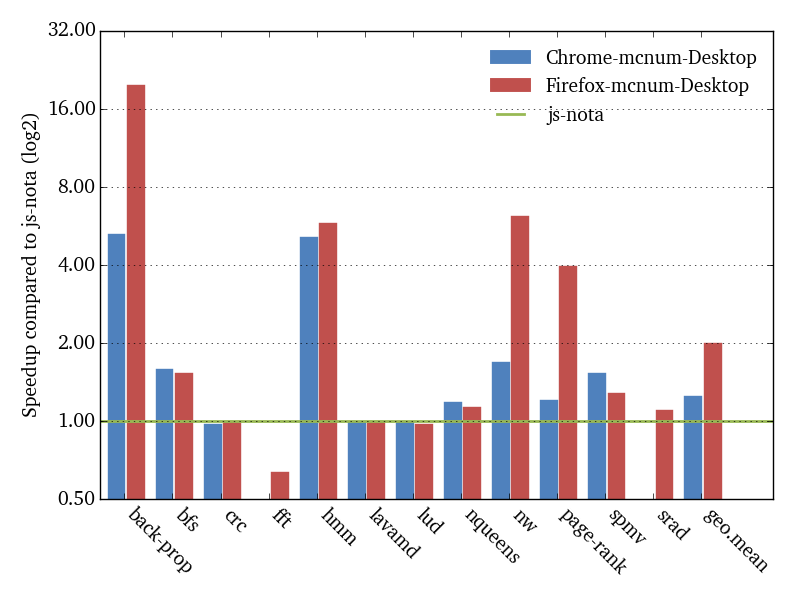 32.00
16.00
8.00
4.00
2.00
1.00
0.50
Speedup compared to js-nota (log2)
Chrome-mcnum-Desktop
Firefox-mcnum-Desktop
js-nota
back-prop
bfs
crc
fft
hmm
lavamd
lud
nqueens
nw
page-rank
spmv
srad
geo.mean